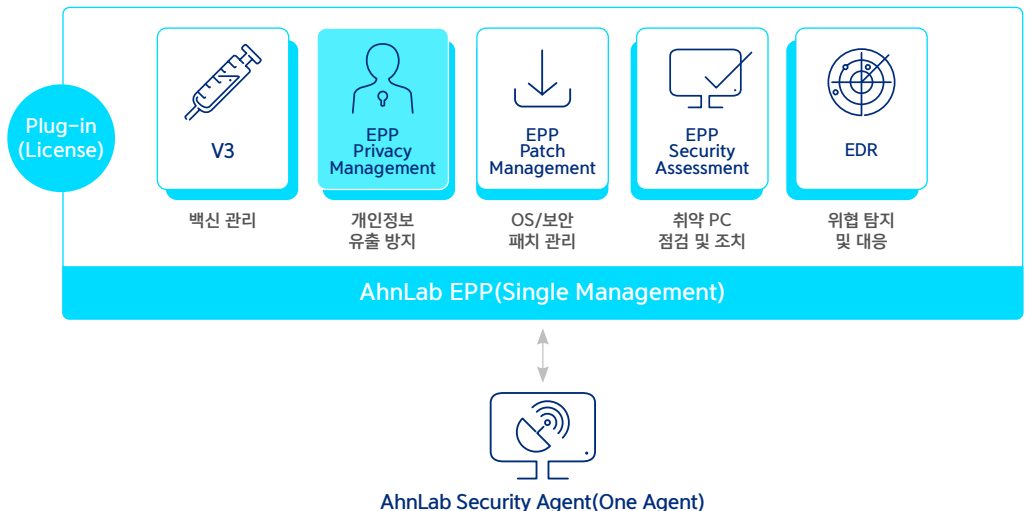 Plug-in
(License)
V3
EPP
Privacy
Management
EPP
Patch
Management
EPP
Security
Assessment
EDR
백신 관리
개인정보
유출 방지
OS/보안
패치 관리
취약 PC
점검 및 조치
위협 탐지
및 대응
AhnLab EPP(Single Management)
AhnLab Security Agent(One Agent)